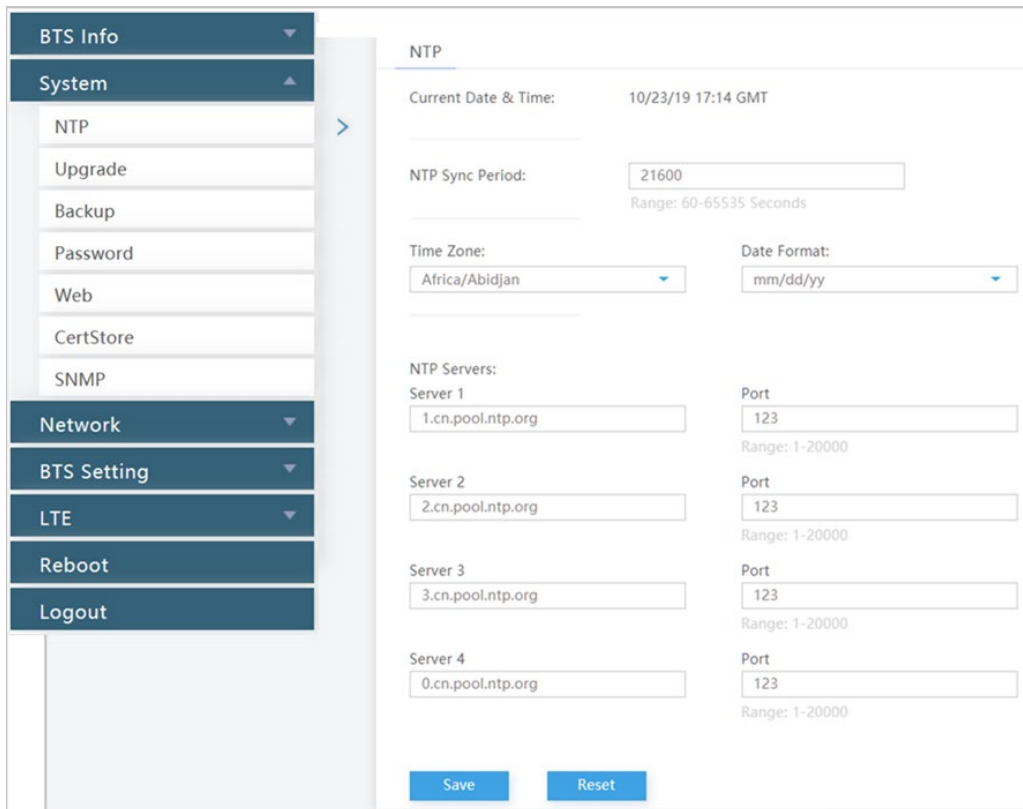 BTS Info
System
NTP
Upgrade
Backup
Password
Web
CertStore
SNMP
Network
BTS Setting
LTE
Reboot
Logout
>
NTP
Current Date & Time: 10/23/19 17:14 GMT
NTP Sync Period: 21600
Range: 60-65535 Seconds
Time Zone: Date Format:
Africa/Abidjan mm/dd/yy
NTP Servers:
Server 1 Port
1.cn.pool.ntp.org 123
Range: 1-20000
Server 2 Port
2.cn.pool.ntp.org 123
Range: 1-20000
Server 3 Port
3.cn.pool.ntp.org 123
Range: 1-20000
Server 4 Port
0.cn.pool.ntp.org 123
Range: 1-20000
Save Reset